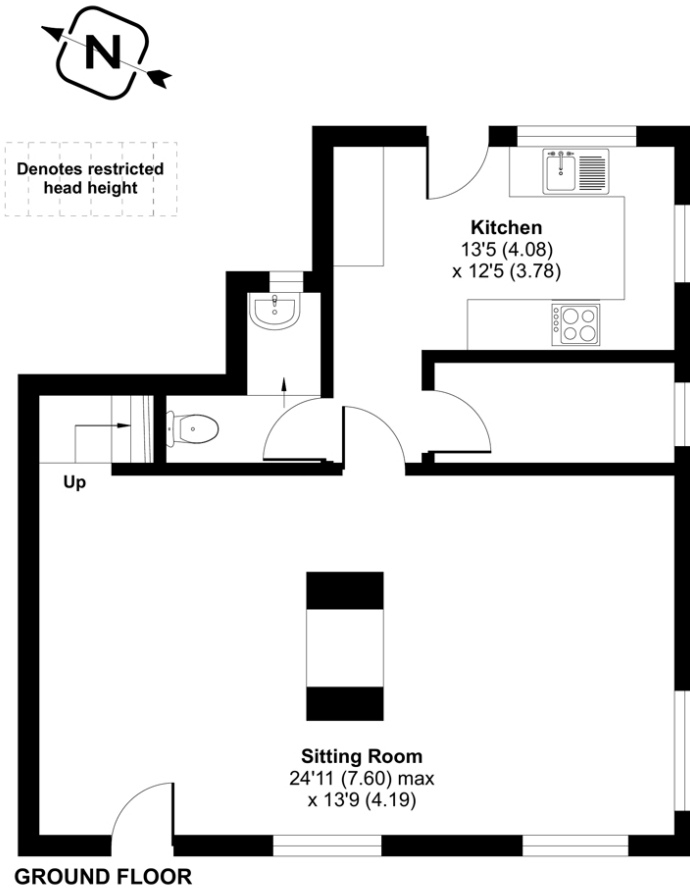 N
Denotes restricted
head height
Kitchen
13'5 (4.08)
x 12'5 (3.78)
Up
Sitting Room
24'11 (7.60) max
x 13'9 (4.19)
GROUND FLOOR